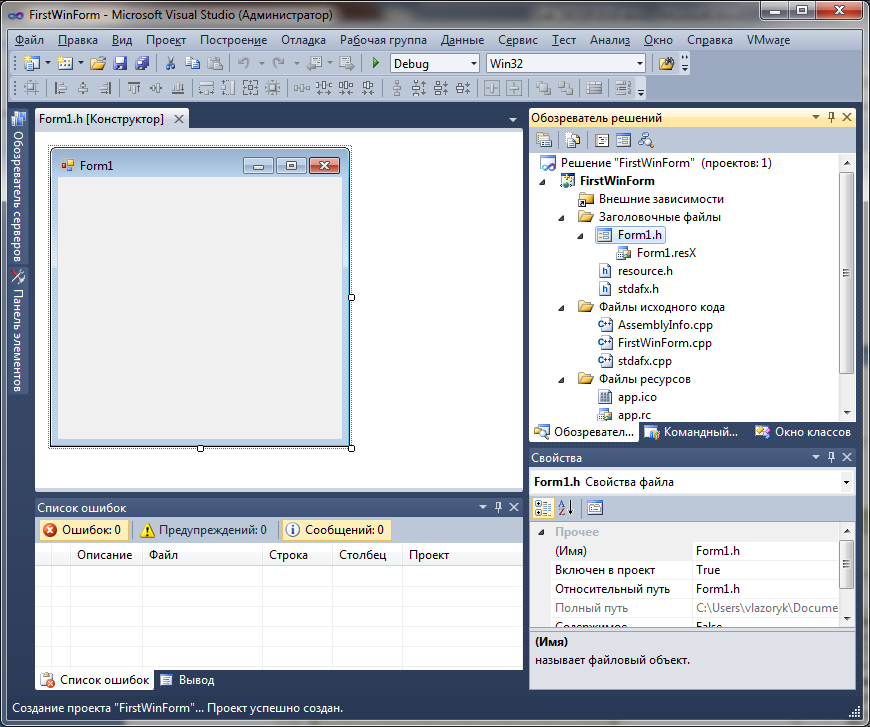 FirstWinForm - Microsoft Visual Studio (Администратор)
Файл Правка Вид Проект Построение Отладка Рабочая группа Данные Сервис Тест Анализ Окно Справка VMware
Debug Win32
Обозреватель серверов
Панель элементов
Form1.h [Конструктор]
Form1
Обозреватель решений
Решение "FirstWinForm" (проектов: 1)
FirstWinForm
Внешние зависимости
Заголовочные файлы
Form1.h
Form1.resX
resource.h
stdafx.h
Файлы исходного кода
AssemblyInfo.cpp
FirstWinForm.cpp
stdafx.cpp
Файлы ресурсов
app.ico
app.rc
Обозревател... Командный... Окно классов
Свойства
Form1.h Свойства файла
Прочее
(Имя) Form1.h
Включен в проект True
Относительный путь Form1.h
Полный путь C:\Users\vlazoryk\Docume
Содержимое False
(Имя)
называет файловый объект.
Список ошибок
Ошибок: 0 Предупреждений: 0 Сообщений: 0
Описание Файл Строка Столбец Проект
Список ошибок Вывод
Создание проекта "FirstWinForm"... Проект успешно создан.